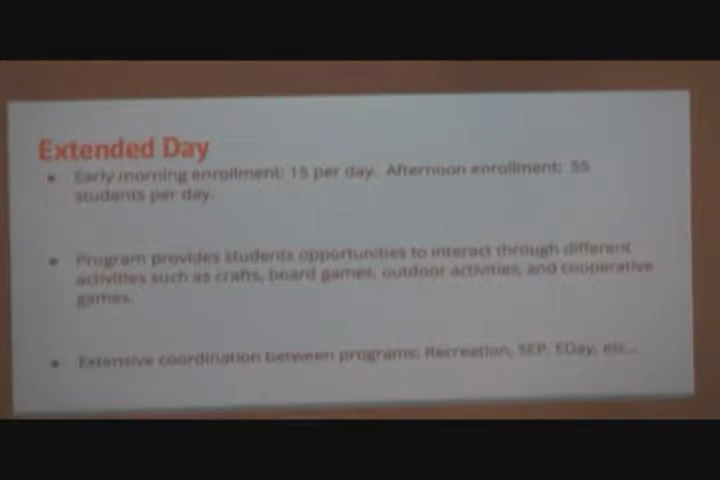 Extended Day
• Early morning enrollment: 15 per day. Afternoon enrollment: 55
students per day.
• Program provides students opportunities to interact through different
activities such as crafts, board games, outdoor activities, and cooperative
games.
• Extensive coordination between programs: Recreation, SEP. EDay. etc...